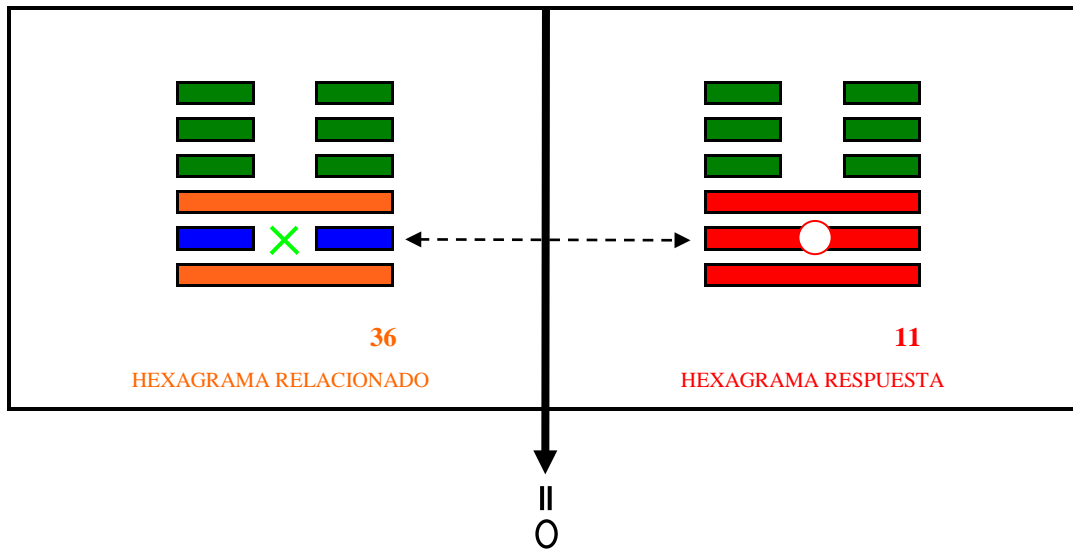 36
HEXAGRAMA RELACIONADO
11
HEXAGRAMA RESPUESTA
=
O